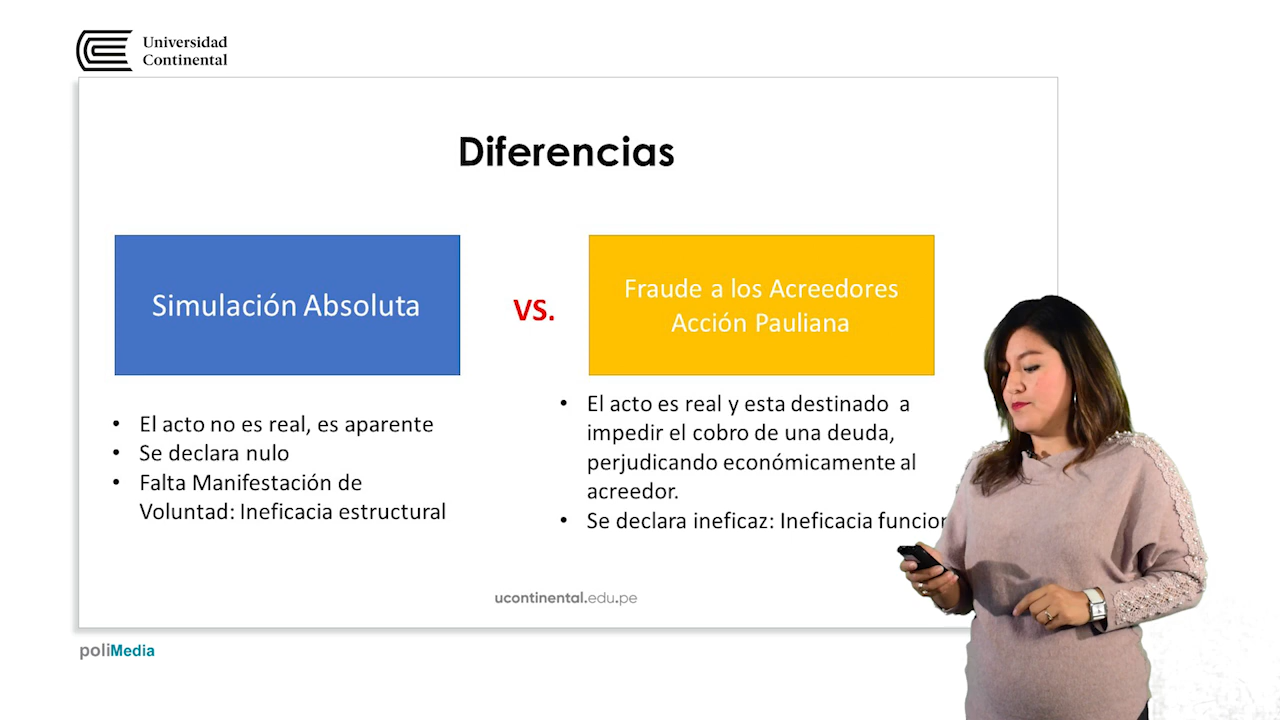 Universidad
Continental
Diferencias
Simulación Absoluta
vs.
Fraude a los Acreedores
Acción Pauliana
• El acto no es real, es aparente
• Se declara nulo
• Falta Manifestación de
Voluntad: Ineficacia estructural
• El acto es real y esta destinado a
impedir el cobro de una deuda,
perjudicando económicamente al
acreedor.
• Se declara ineficaz: Ineficacia
ucontinental.edu.pe
poliMedia